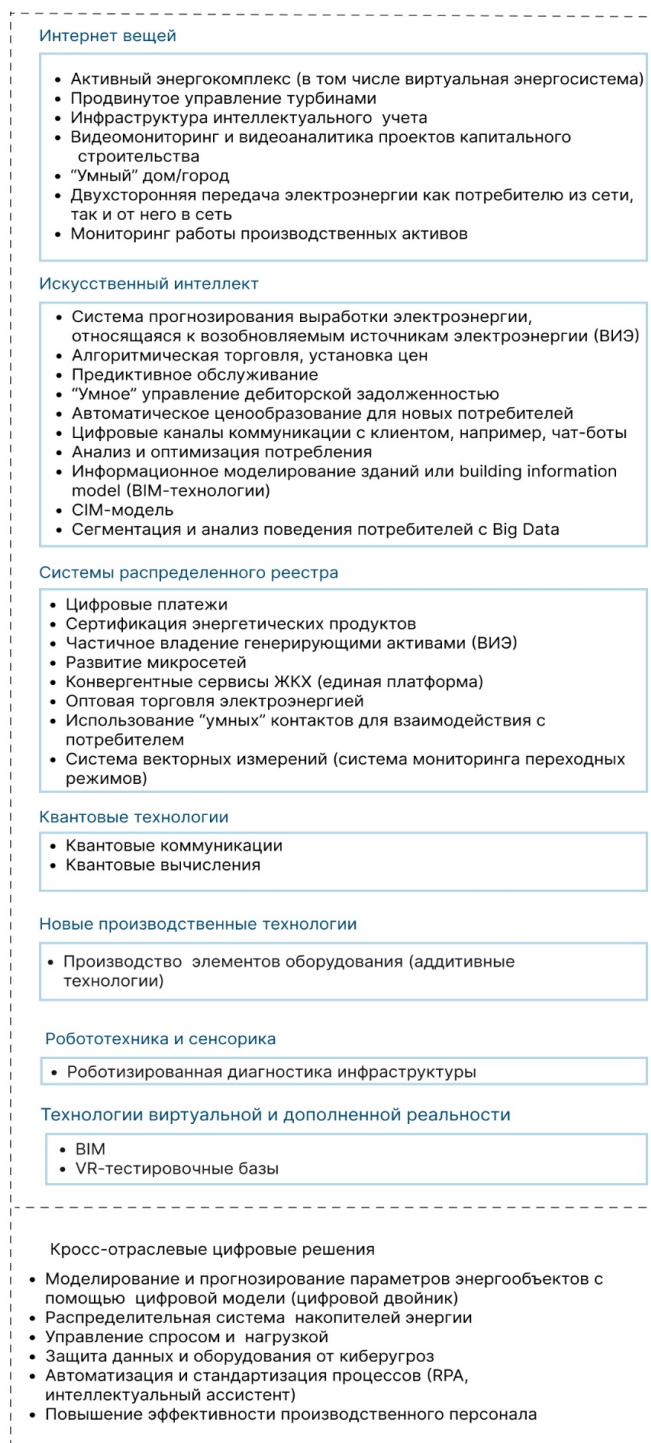 Интернет вещей
• Активный энергокомплекс (в том числе виртуальная энергосистема)
• Продвинутое управление турбинами
• Инфраструктура интеллектуального учета
• Видеомониторинг и видеоаналитика проектов капитального
строительства
• “Умный” дом/город
• Двухсторонняя передача электроэнергии как потребителю из сети,
так и от него в сеть
• Мониторинг работы производственных активов
Искусственный интеллект
• Система прогнозирования выработки электроэнергии,
относящаяся к возобновляемым источникам электроэнергии (ВИЭ)
• Алгоритмическая торговля, установка цен
• Предиктивное обслуживание
• “Умное” управление дебиторской задолженностью
• Автоматическое ценообразование для новых потребителей
• Цифровые каналы коммуникации с клиентом, например, чат-боты
• Анализ и оптимизация потребления
• Информационное моделирование зданий или building information
model (BIM-технологии)
• CIM-модель
• Сегментация и анализ поведения потребителей с Big Data
Системы распределенного реестра
• Цифровые платежи
• Сертификация энергетических продуктов
• Частичное владение генерирующими активами (ВИЭ)
• Развитие микросетей
• Конвергентные сервисы ЖКХ (единая платформа)
• Оптовая торговля электроэнергией
• Использование “умных” контактов для взаимодействия с
потребителем
• Система векторных измерений (система мониторинга переходных
режимов)
Квантовые технологии
• Квантовые коммуникации
• Квантовые вычисления
Новые производственные технологии
• Производство элементов оборудования (аддитивные
технологии)
Робототехника и сенсорика
• Роботизированная диагностика инфраструктуры
Технологии виртуальной и дополненной реальности
• BIM
• VR-тестировочные базы
Кросс-отраслевые цифровые решения
• Моделирование и прогнозирование параметров энергообъектов с
помощью цифровой модели (цифровой двойник)
• Распределительная система накопителей энергии
• Управление спросом и нагрузкой
• Защита данных и оборудования от киберугроз
• Автоматизация и стандартизация процессов (RPA,
интеллектуальный ассистент)
• Повышение эффективности производственного персонала